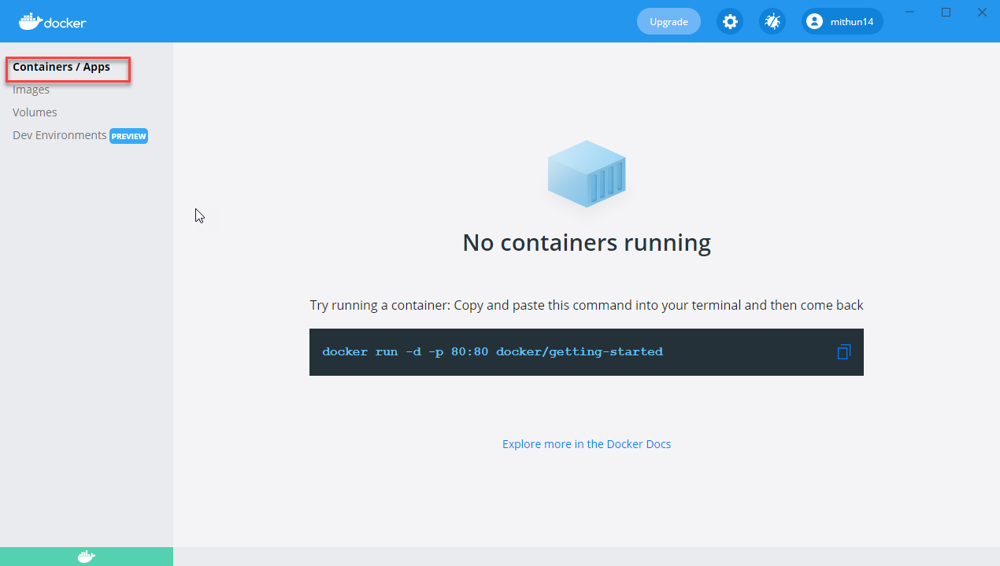 docker
Upgrade
mithun14
Containers / Apps
Images
Volumes
Dev Environments PREVIEW
No containers running
Try running a container: Copy and paste this command into your terminal and then come back
docker run -d -p 80:80 docker/getting-started
Explore more in the Docker Docs